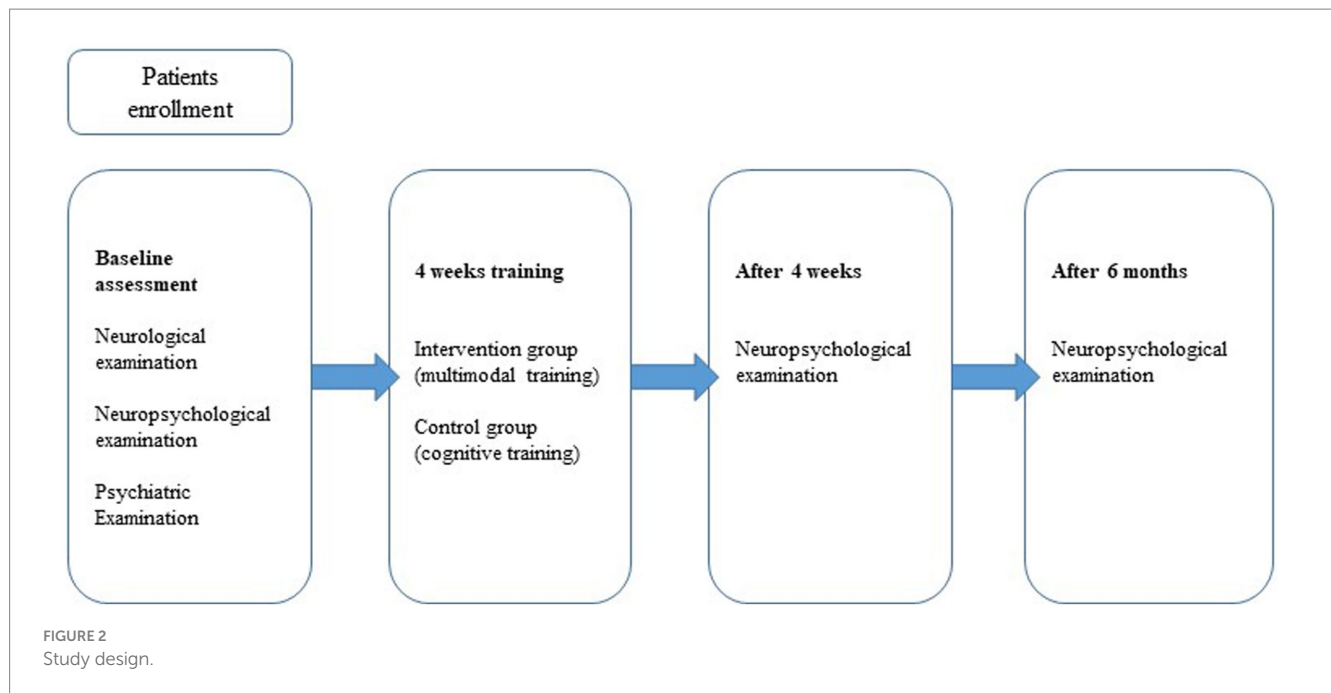 Patients
enrollment
Baseline
assessment
Neurological
examination
Neuropsychological
examination
Psychiatric
Examination
4 weeks training
Intervention group
(multimodal training)
Control group
(cognitive training)
After 4 weeks
Neuropsychological
examination
After 6 months
Neuropsychological
examination
FIGURE 2
Study design.